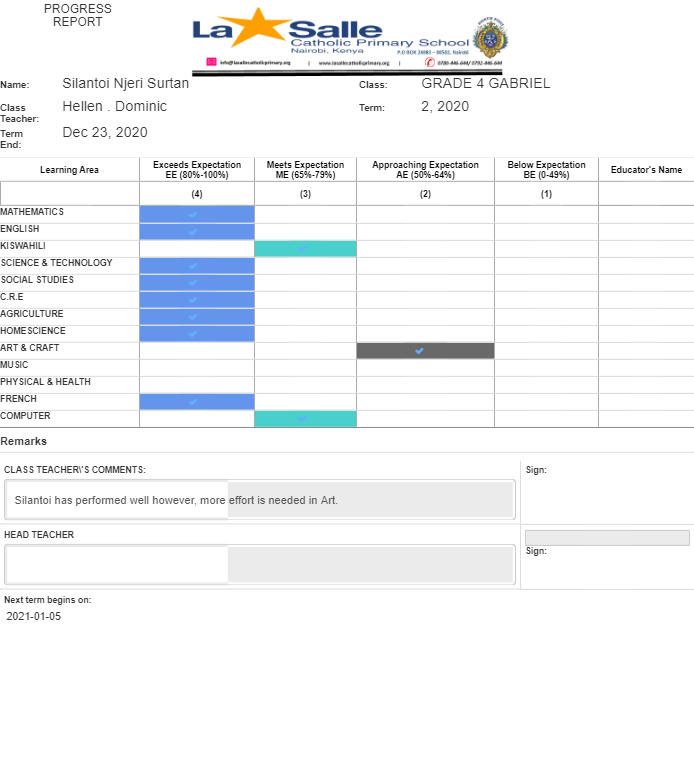 PROGRESS
REPORT
La Salle
Catholic Primary School
Nairobi, Kenya
info@lasallecatholicprimary.org | www.lasallecatholicprimary.org | 0780-446-644/ 0792-446-644
Name: Silantoi Njeri Surtan Class: GRADE 4 GABRIEL
Class Teacher: Hellen . Dominic Term: 2, 2020
Term End: Dec 23, 2020
Learning Area Exceeds Expectation EE (80%-100%) Meets Expectation ME (65%-79%) Approaching Expectation AE (50%-64%) Below Expectation BE (0-49%) Educator's Name
(4) (3) (2) (1)
MATHEMATICS
ENGLISH
KISWAHILI
SCIENCE & TECHNOLOGY
SOCIAL STUDIES
C.R.E
AGRICULTURE
HOMESCIENCE
ART & CRAFT
MUSIC
PHYSICAL & HEALTH
FRENCH
COMPUTER
Remarks
CLASS TEACHER\'S COMMENTS: Sign:
Silantoi has performed well however, more effort is needed in Art.
HEAD TEACHER
Sign:
Next term begins on:
2021-01-05